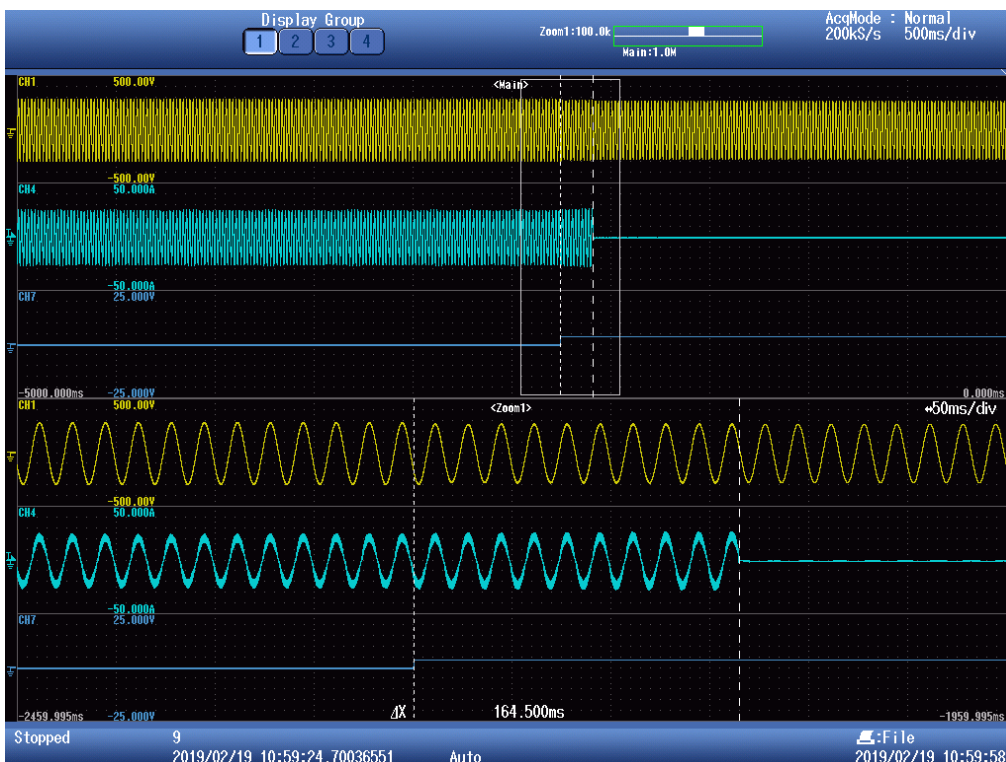 Display Group
1 2 3 4
Zoom1:100.0k
Main:1.0M
AcqMode : Normal
200kS/s 500ms/div
CH1 500.00V <Main>
-500.00V
CH4 50.000A
-50.000A
CH7 25.000V
-5000.000ms -25.000V 0.000ms
CH1 500.00V <Zoom1> ⇔50ms/div
-500.00V
CH4 50.000A
-50.000A
CH7 25.000V
-2459.995ms -25.000V ΔX 164.500ms -1959.995ms
Stopped 9 :File
2019/02/19 10:59:24.70036551 Auto 2019/02/19 10:59:58